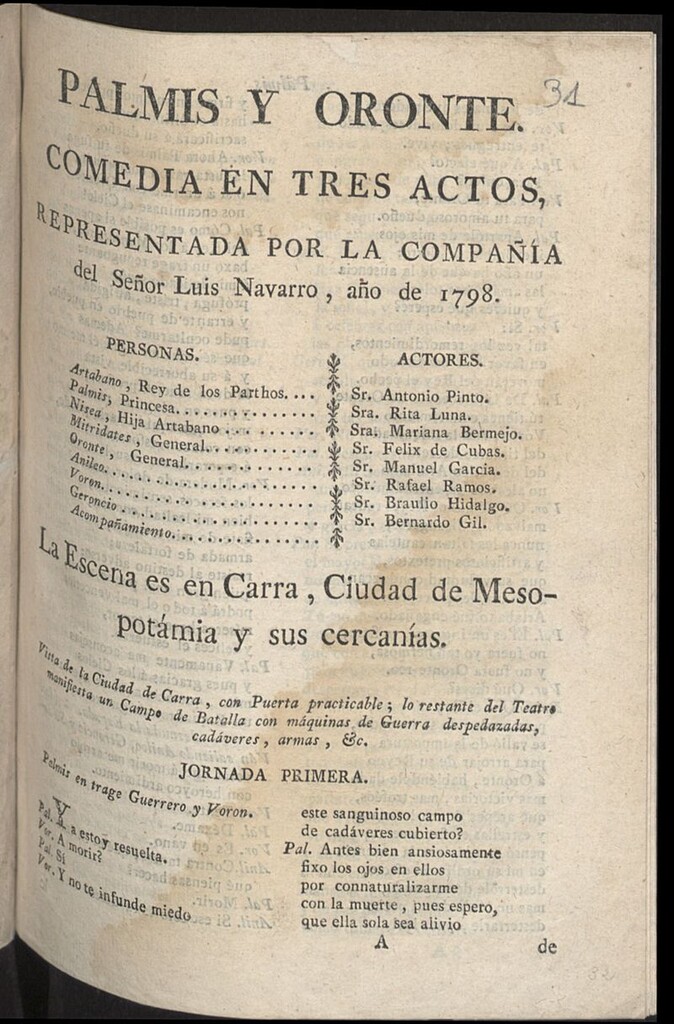 31
PALMIS Y ORONTE.
COMEDIA EN TRES ACTOS,
REPRESENTADA POR LA COMPAÑÍA
del Señor Luis Navarro, año de 1798.
PERSONAS.
Artabano, Rey de los Parthos....
Palmis, Princesa..............
Nisea, Hija Artabano..........
Mitridates, General............
Oronte, General..............
Anileo......................
Voron.......................
Geroncio....................
Acompañamiento..............
ACTORES.
Sr. Antonio Pinto.
Sra. Rita Luna.
Sra. Mariana Bermejo.
Sr. Felix de Cubas.
Sr. Manuel Garcia.
Sr. Rafael Ramos.
Sr. Braulio Hidalgo.
Sr. Bernardo Gil.
La Escena es en Carra, Ciudad de Meso-
potámia y sus cercanías.
Vista de la Ciudad de Carra, con Puerta practicable; lo restante del Teatro
manifiesta un Campo de Batalla con máquinas de Guerra despedazadas,
cadáveres, armas, &c.
JORNADA PRIMERA.
Palmis en trage Guerrero y Voron.
Pal. Ya estoy resuelta.
Vor. A morir?
Pal. Sí
Vor. Y no te infunde miedo
este sanguinoso campo
de cadáveres cubierto?
Pal. Antes bien ansiosamente
fixo los ojos en ellos
por connaturalizarme
con la muerte, pues espero,
que ella sola sea alivio
A
de